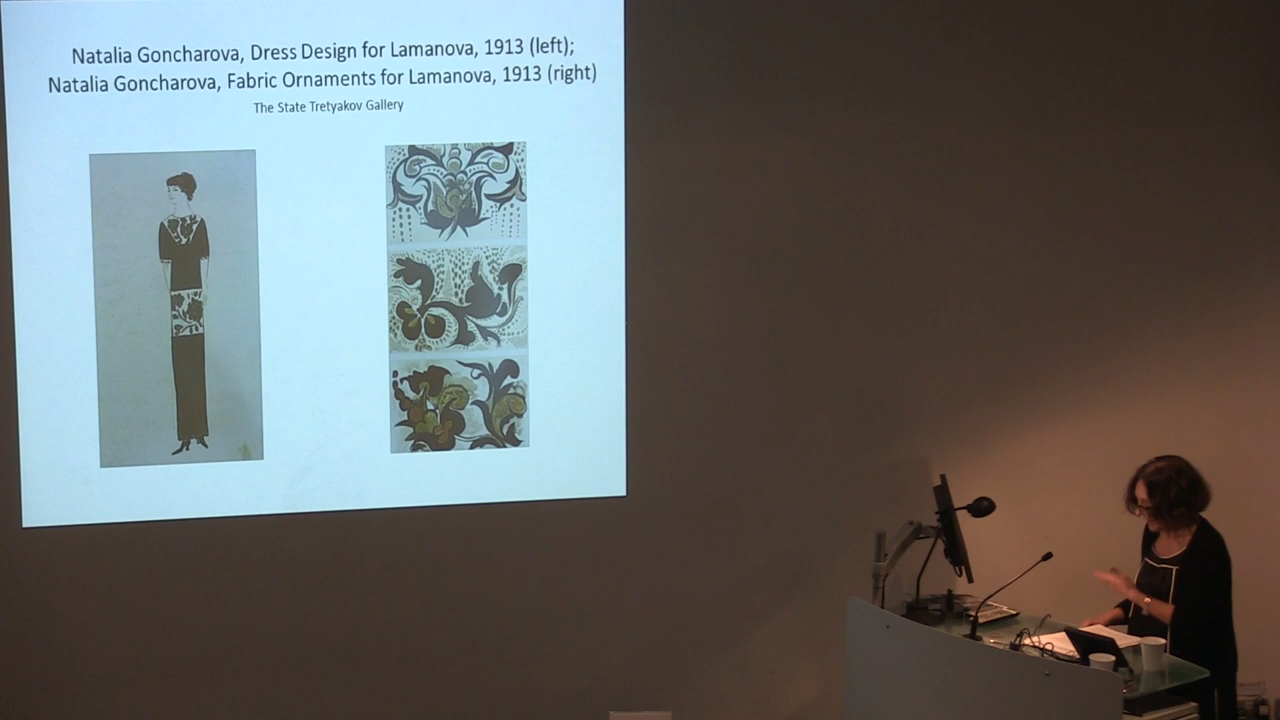 Natalia Goncharova, Dress Design for Lamanova, 1913 (left);
Natalia Goncharova, Fabric Ornaments for Lamanova, 1913 (right)
The State Tretyakov Gallery